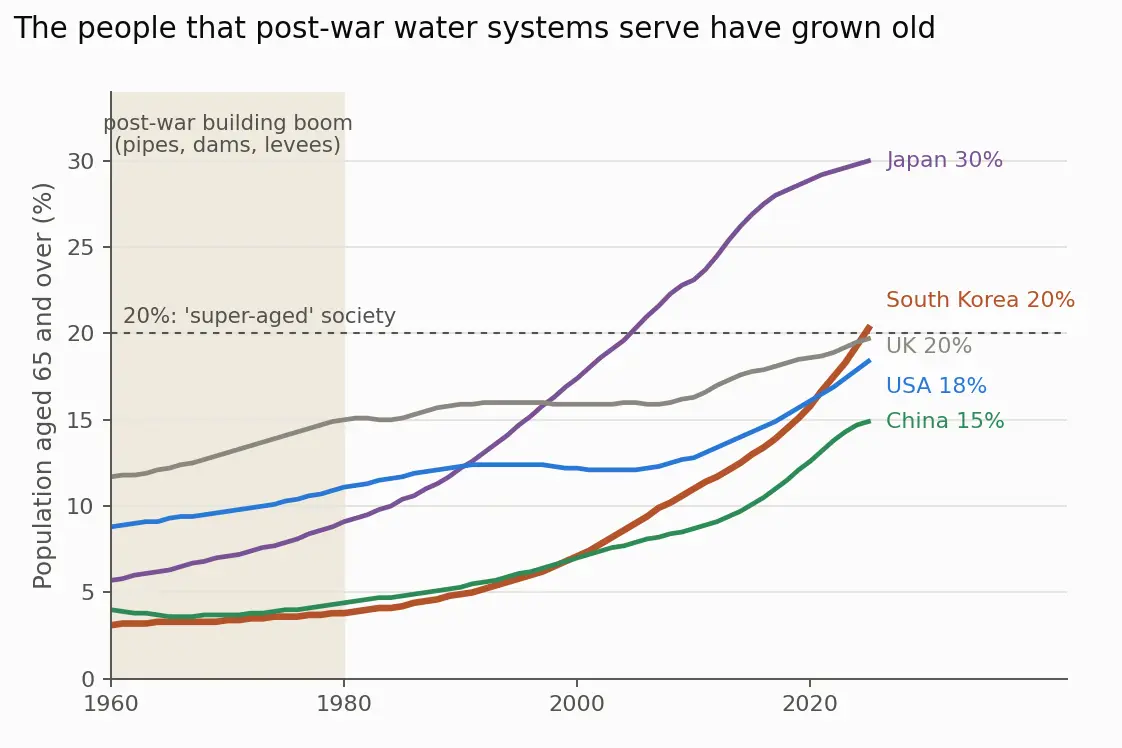 The people that post-war water systems serve have grown old
post-war building boom
(pipes, dams, levees)
Population aged 65 and over (%)
30
25
20
15
10
5
0
20%: 'super-aged' society
Japan 30%
South Korea 20%
UK 20%
USA 18%
China 15%
1960
1980
2000
2020